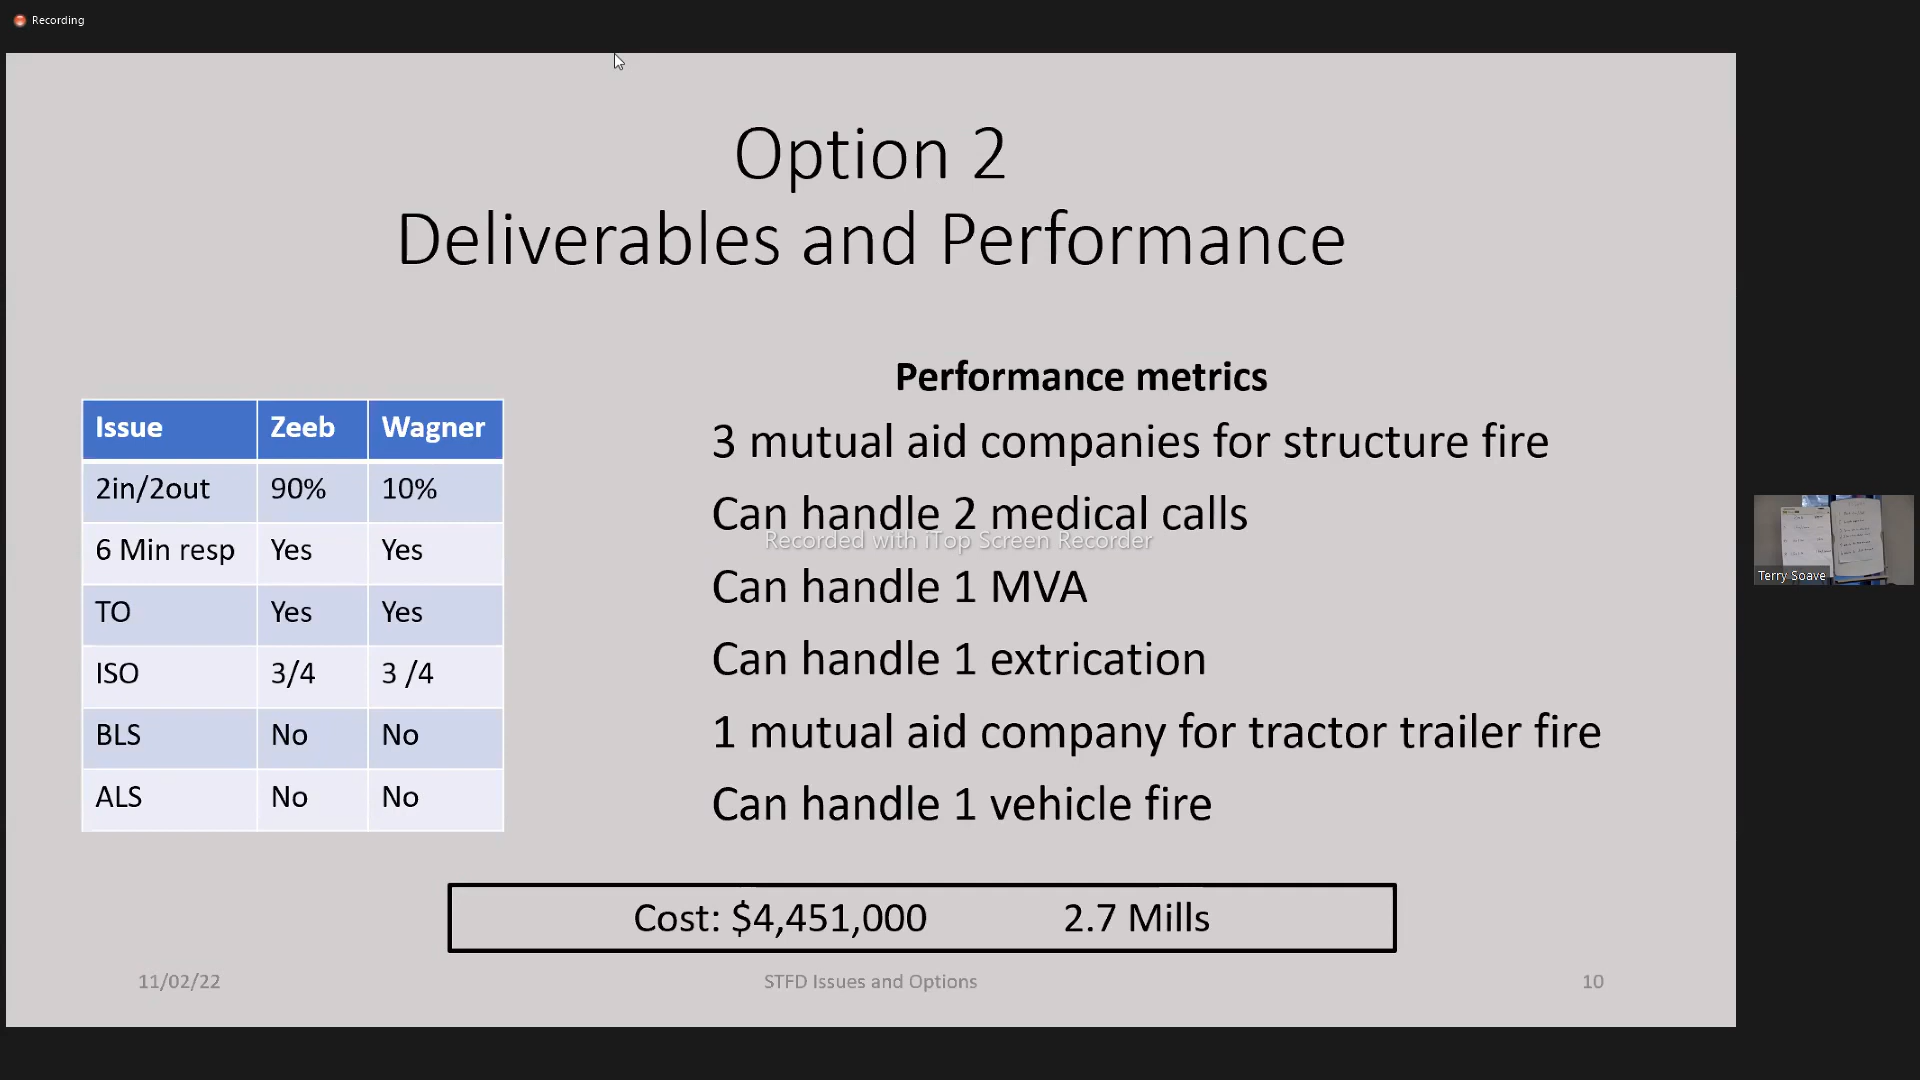 Recording
Option 2
Deliverables and Performance
Issue Zeeb Wagner
2in/2out 90% 10%
6 Min resp Yes Yes
TO Yes Yes
ISO 3/4 3 /4
BLS No No
ALS No No
Performance metrics
3 mutual aid companies for structure fire
Can handle 2 medical calls
Recorded with iTop Screen Recorder
Can handle 1 MVA
Can handle 1 extrication
1 mutual aid company for tractor trailer fire
Can handle 1 vehicle fire
Cost: $4,451,000 2.7 Mills
11/02/22 STFD Issues and Options 10
Terry Soave